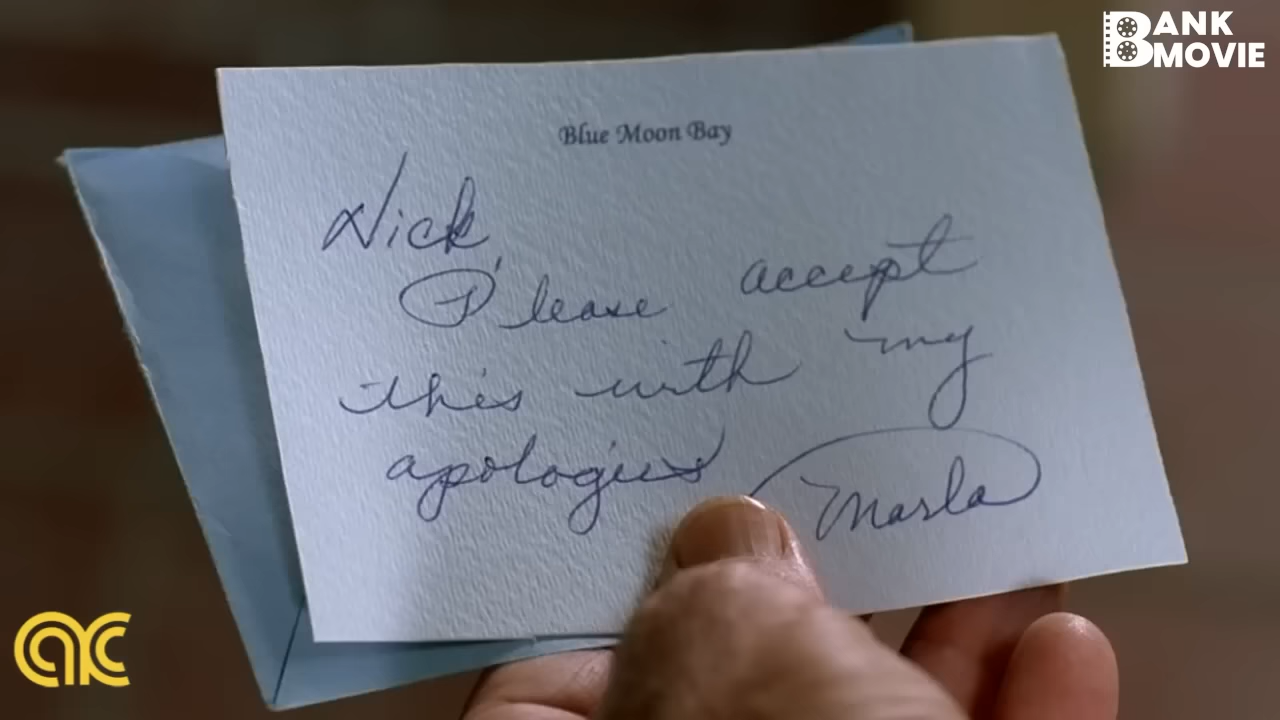 BANK
MOVIE
Blue Moon Bay
Nick,
Please accept
this with my
apologies
Marla